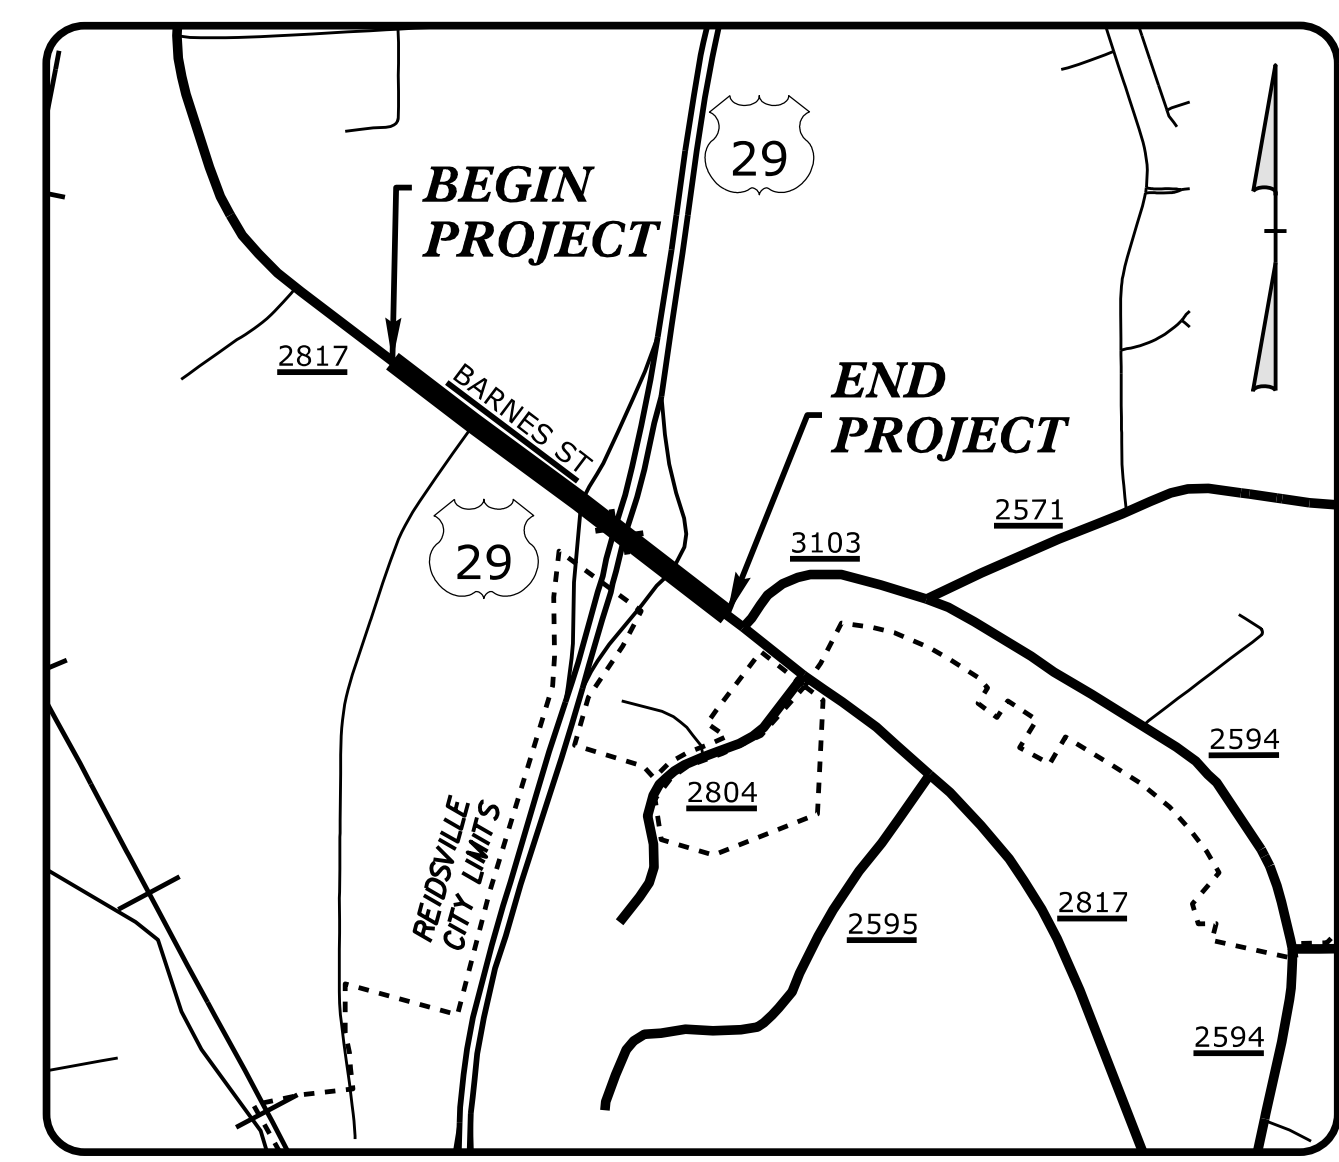 29
BEGIN
PROJECT
2817
BARNES ST
END
PROJECT
29
2571
3103
2594
2804
REIDSVILLE
CITY LIMITS
2595
2817
2594